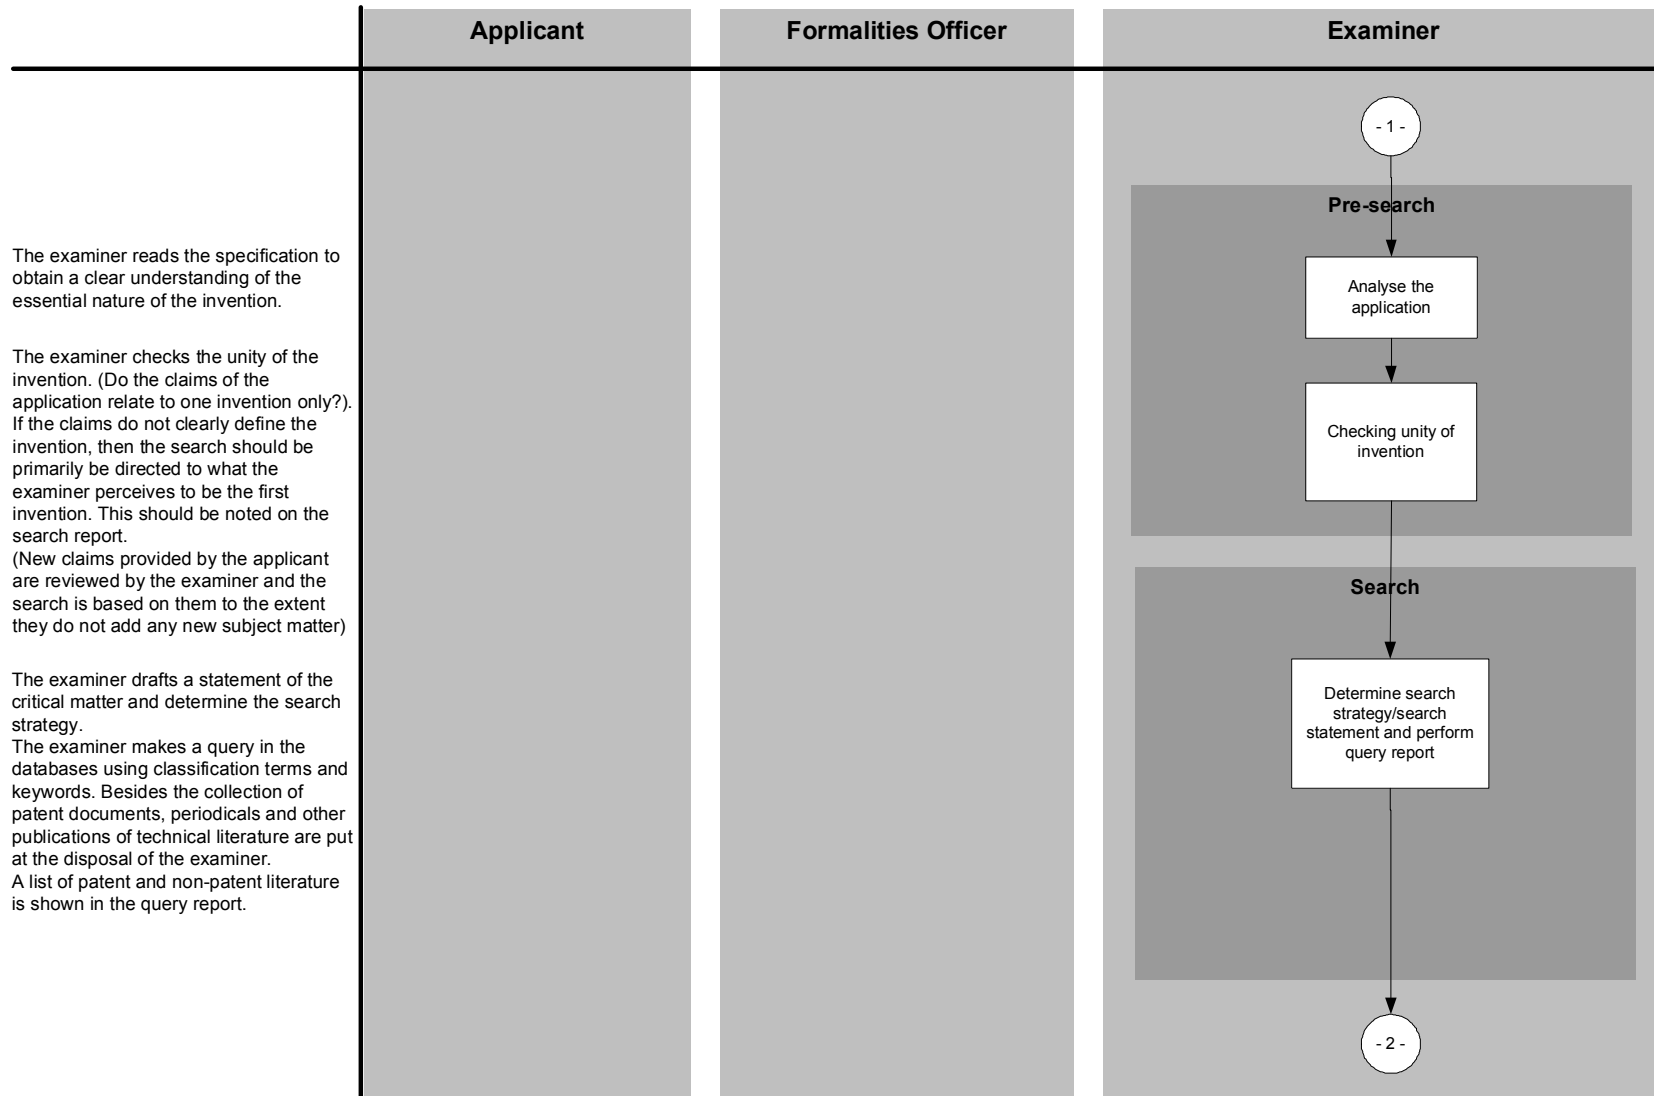 Applicant
Formalities Officer
Examiner
- 1 -
Pre-search
The examiner reads the specification to
obtain a clear understanding of the
essential nature of the invention.
Analyse the
application
The examiner checks the unity of the
invention. (Do the claims of the
application relate to one invention only?).
If the claims do not clearly define the
invention, then the search should be
primarily be directed to what the
examiner perceives to be the first
invention. This should be noted on the
search report.
(New claims provided by the applicant
are reviewed by the examiner and the
search is based on them to the extent
they do not add any new subject matter)
Checking unity of
invention
Search
The examiner drafts a statement of the
critical matter and determine the search
strategy.
The examiner makes a query in the
databases using classification terms and
keywords. Besides the collection of
patent documents, periodicals and other
publications of technical literature are put
at the disposal of the examiner.
A list of patent and non-patent literature
is shown in the query report.
Determine search
strategy/search
statement and perform
query report
- 2 -